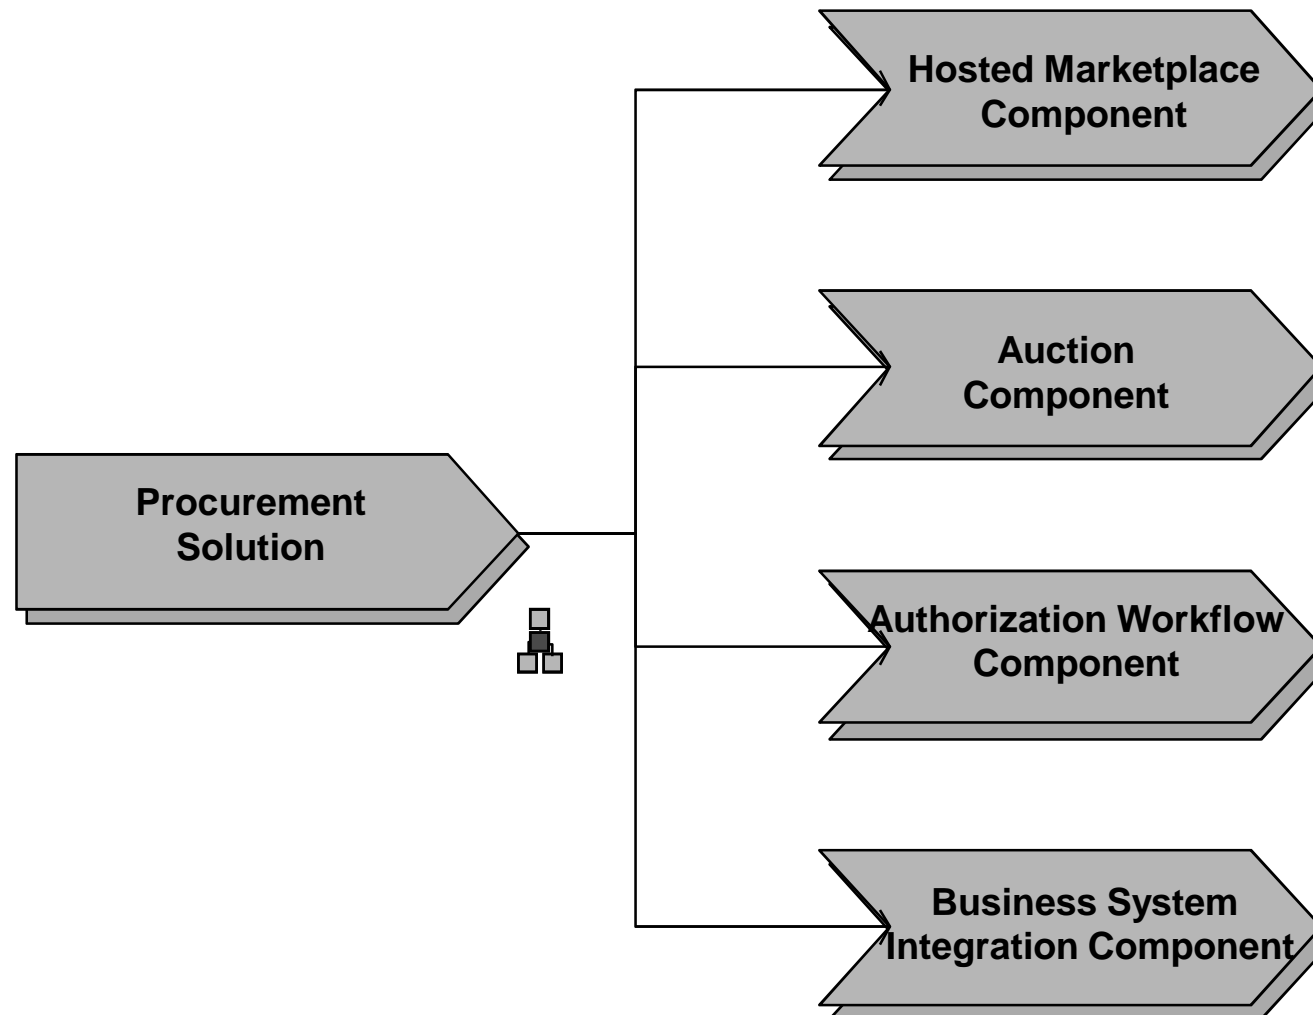 Hosted Marketplace
Component
Auction
Component
Procurement
Solution
Authorization Workflow
Component
Business System
Integration Component